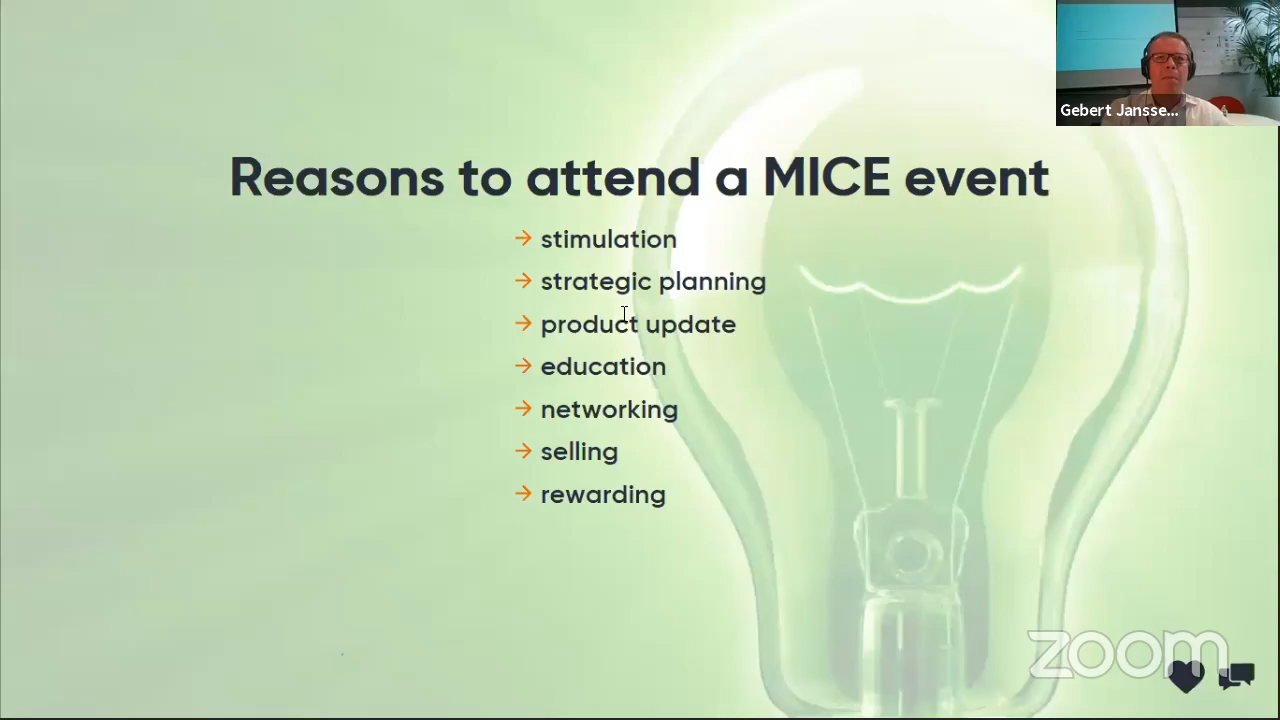 Gebert Jansse...
Reasons to attend a MICE event
→ stimulation
→ strategic planning
→ product update
→ education
→ networking
→ selling
→ rewarding
zoom